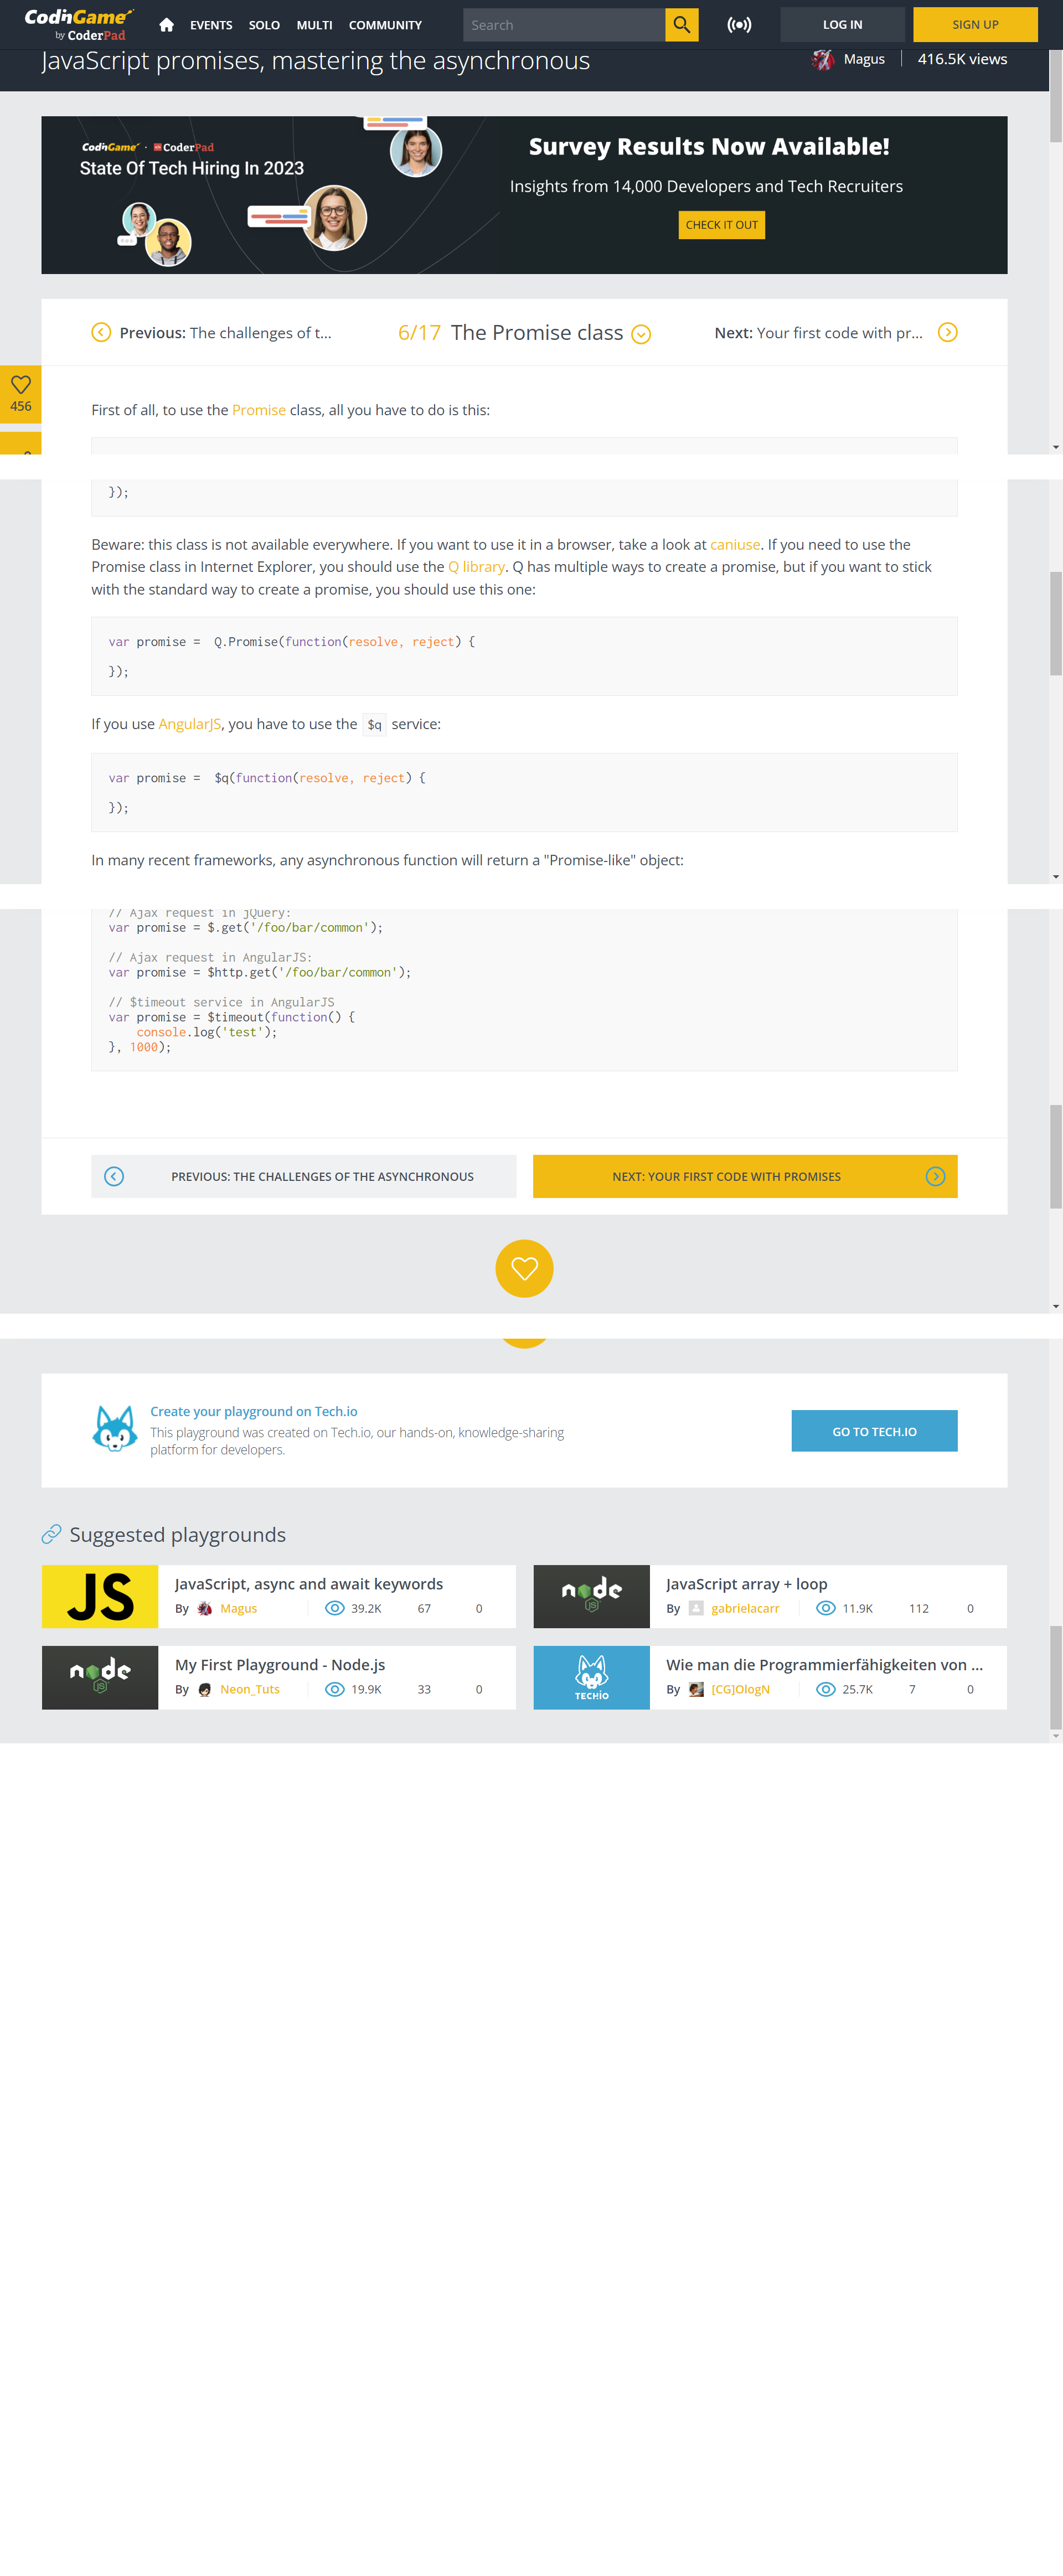 CodinGame
by CoderPad
EVENTS SOLO MULTI COMMUNITY
Search
LOG IN
SIGN UP
JavaScript promises, mastering the asynchronous
Magus
416.5K views
CodinGame · CoderPad
State Of Tech Hiring In 2023
Survey Results Now Available!
Insights from 14,000 Developers and Tech Recruiters
CHECK IT OUT
Previous: The challenges of t...
6/17 The Promise class
Next: Your first code with pr...
456
First of all, to use the Promise class, all you have to do is this:
});
Beware: this class is not available everywhere. If you want to use it in a browser, take a look at caniuse. If you need to use the
Promise class in Internet Explorer, you should use the Q library. Q has multiple ways to create a promise, but if you want to stick
with the standard way to create a promise, you should use this one:
var promise =  Q.Promise(function(resolve, reject) {
});
If you use AngularJS, you have to use the $q service:
var promise =  $q(function(resolve, reject) {
});
In many recent frameworks, any asynchronous function will return a "Promise-like" object:
// Ajax request in jQuery:
var promise = $.get('/foo/bar/common');
// Ajax request in AngularJS:
var promise = $http.get('/foo/bar/common');
// $timeout service in AngularJS
var promise = $timeout(function() {
    console.log('test');
}, 1000);
PREVIOUS: THE CHALLENGES OF THE ASYNCHRONOUS
NEXT: YOUR FIRST CODE WITH PROMISES
Create your playground on Tech.io
This playground was created on Tech.io, our hands-on, knowledge-sharing
platform for developers.
GO TO TECH.IO
Suggested playgrounds
JS
JavaScript, async and await keywords
By Magus 39.2K 67 0
node
JS
JavaScript array + loop
By gabrielacarr 11.9K 112 0
node
JS
My First Playground - Node.js
By Neon_Tuts 19.9K 33 0
TECH.IO
Wie man die Programmierfähigkeiten von ...
By [CG]OlogN 25.7K 7 0